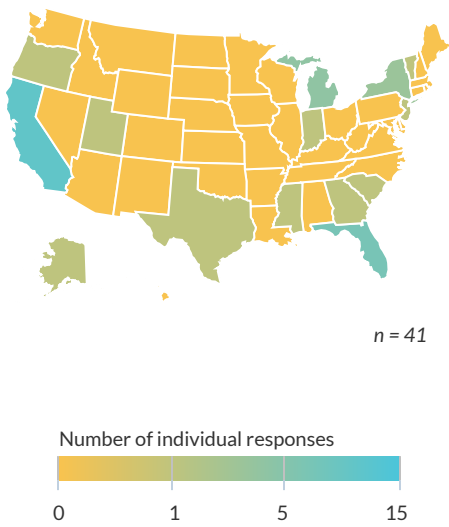 n = 41
Number of individual responses
0 1 5 15